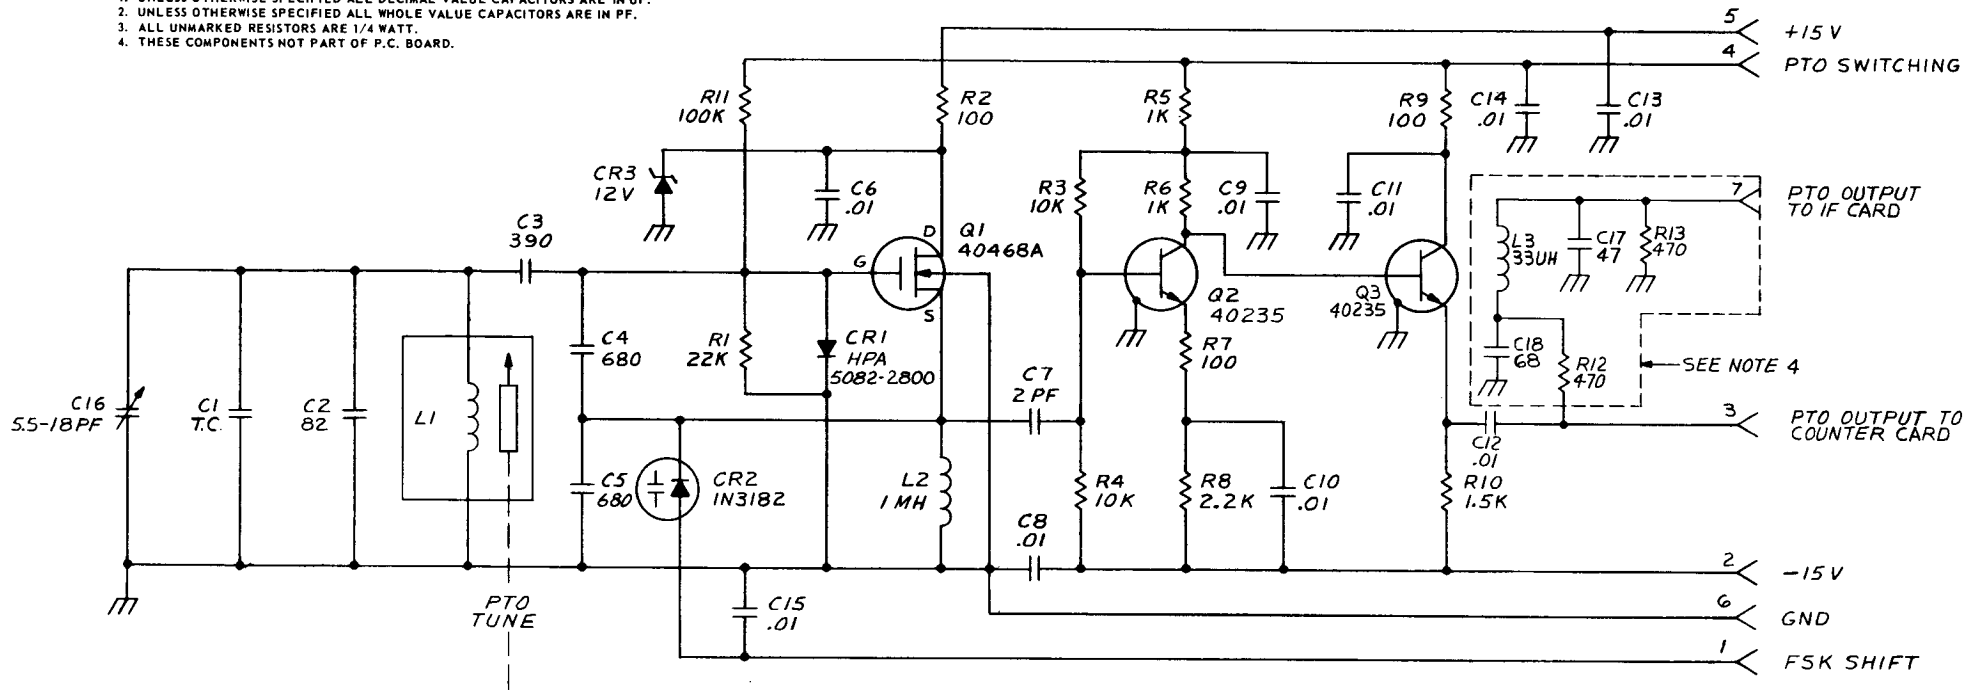 2. UNLESS OTHERWISE SPECIFIED ALL WHOLE VALUE CAPACITORS ARE IN PF.
3. ALL UNMARKED RESISTORS ARE 1/4 WATT.
4. THESE COMPONENTS NOT PART OF P.C. BOARD.
5
+15V
4
PTO SWITCHING
R11
100K
R2
100
R5
1K
R9
100
C14
.01
C13
.01
CR3
12V
C6
.01
R3
10K
R6
1K
C9
.01
C11
.01
7
PTO OUTPUT
TO IF CARD
L3
33UH
C17
47
R13
470
C3
390
D
G
S
Q1
40468A
Q2
40235
Q3
40235
C18
68
R12
470
SEE NOTE 4
C4
680
R1
22K
CR1
HPA
5082-2800
R7
100
C7
2 PF
C16
5.5-18PF
C1
T.C.
C2
82
L1
3
PTO OUTPUT TO
COUNTER CARD
C12
.01
C5
680
CR2
1N3182
L2
1 MH
R4
10K
R8
2.2K
C10
.01
R10
1.5K
C8
.01
2
-15V
PTO
TUNE
C15
.01
6
GND
1
FSK SHIFT